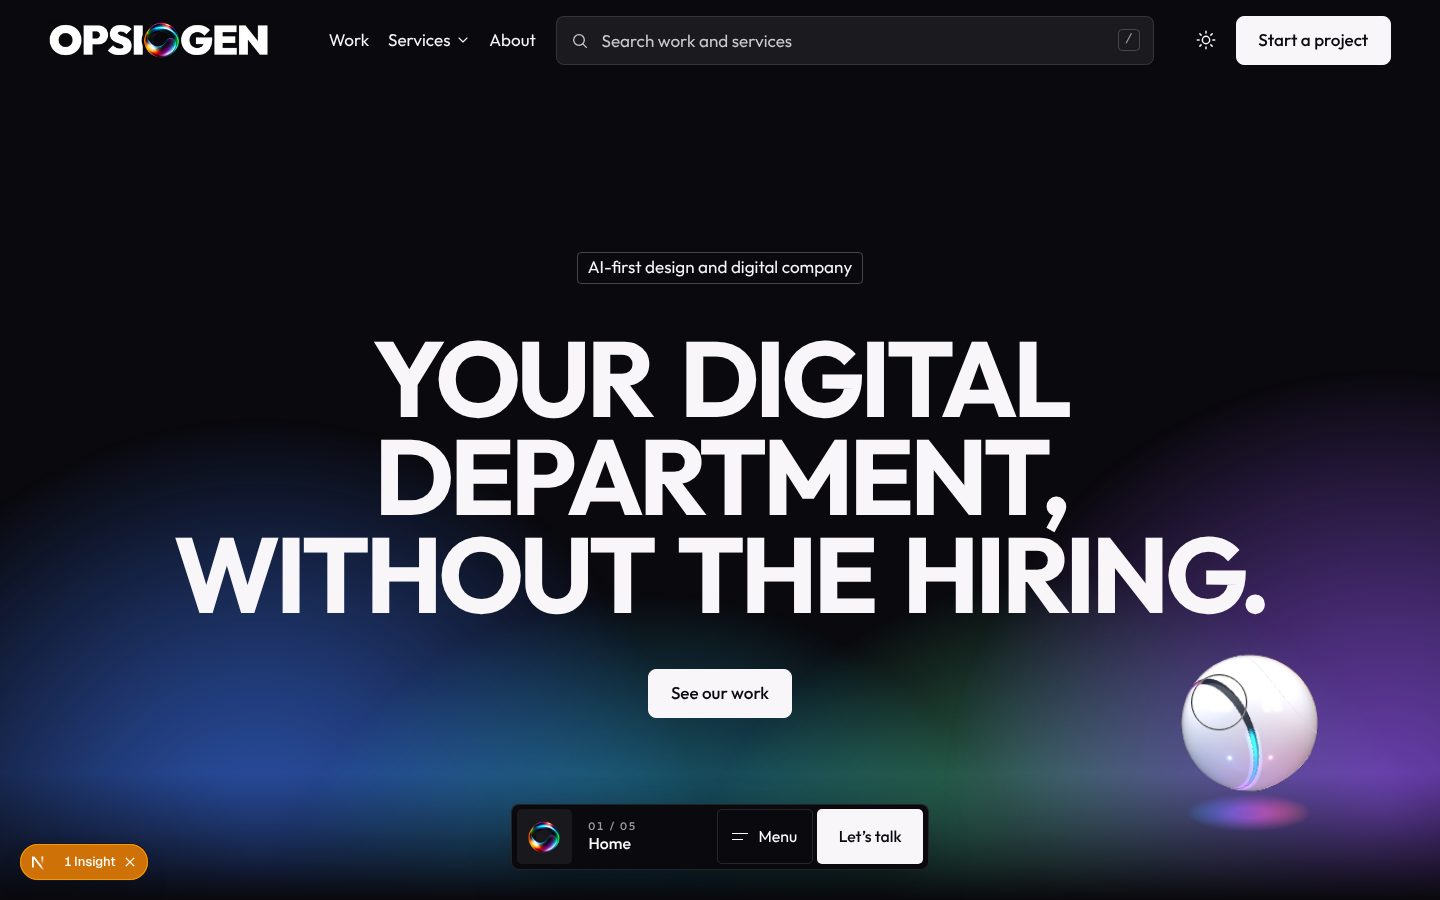 OPSIOGEN
Work
Services
About
Search work and services
/
Start a project
AI-first design and digital company
YOUR DIGITAL
DEPARTMENT,
WITHOUT THE HIRING.
See our work
01 / 05
Home
Menu
Let’s talk
N
1 Insight